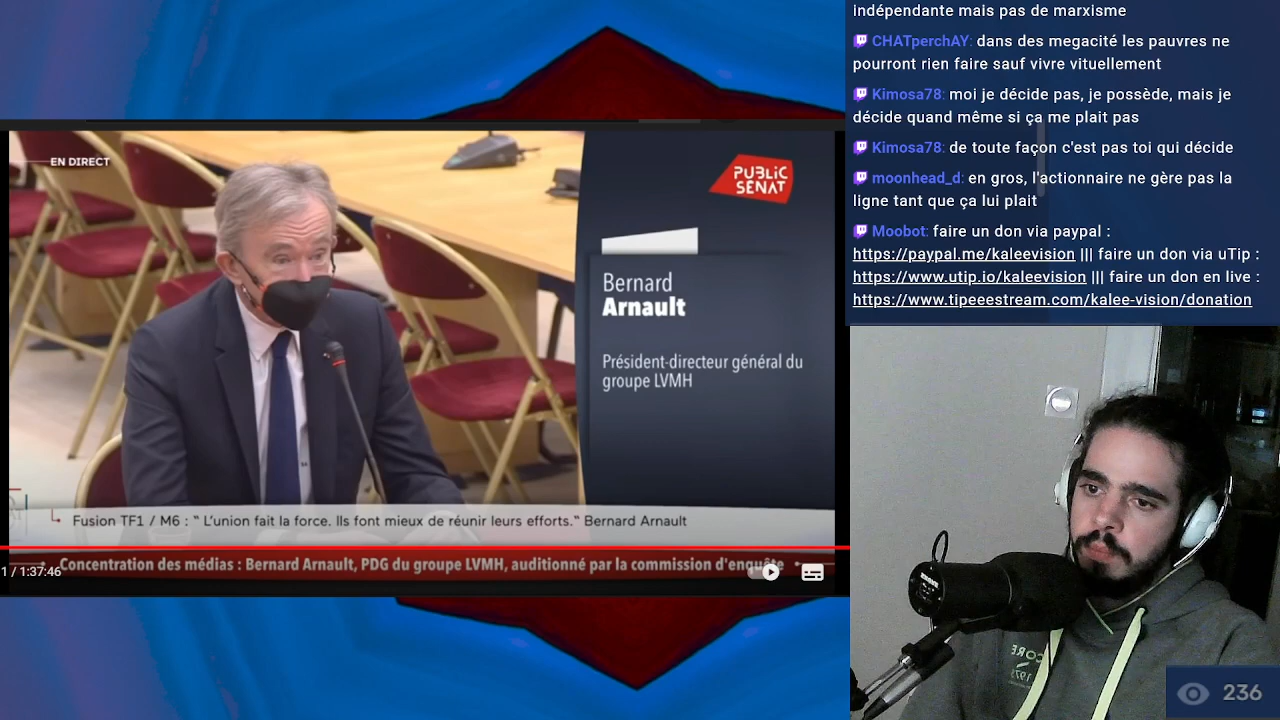 indépendante mais pas de marxisme
CHATperchAY: dans des megacité les pauvres ne
pourront rien faire sauf vivre vituellement
Kimosa78: moi je décide pas, je possède, mais je
décide quand même si ça me plait pas
Kimosa78: de toute façon c'est pas toi qui décide
moonhead_d: en gros, l'actionnaire ne gère pas la
ligne tant que ça lui plait
Moobot: faire un don via paypal :
https://paypal.me/kaleevision ||| faire un don via uTip :
https://www.utip.io/kaleevision ||| faire un don en live :
https://www.tipeeestream.com/kalee-vision/donation
EN DIRECT
PUBLIC
SÉNAT
Bernard
Arnault
Président-directeur général du
groupe LVMH
Fusion TF1 / M6 : " L'union fait la force. Ils font mieux de réunir leurs efforts." Bernard Arnault
Concentration des médias : Bernard Arnault, PDG du groupe LVMH, auditionné par la commission d'enquête
1 / 1:37:46
236